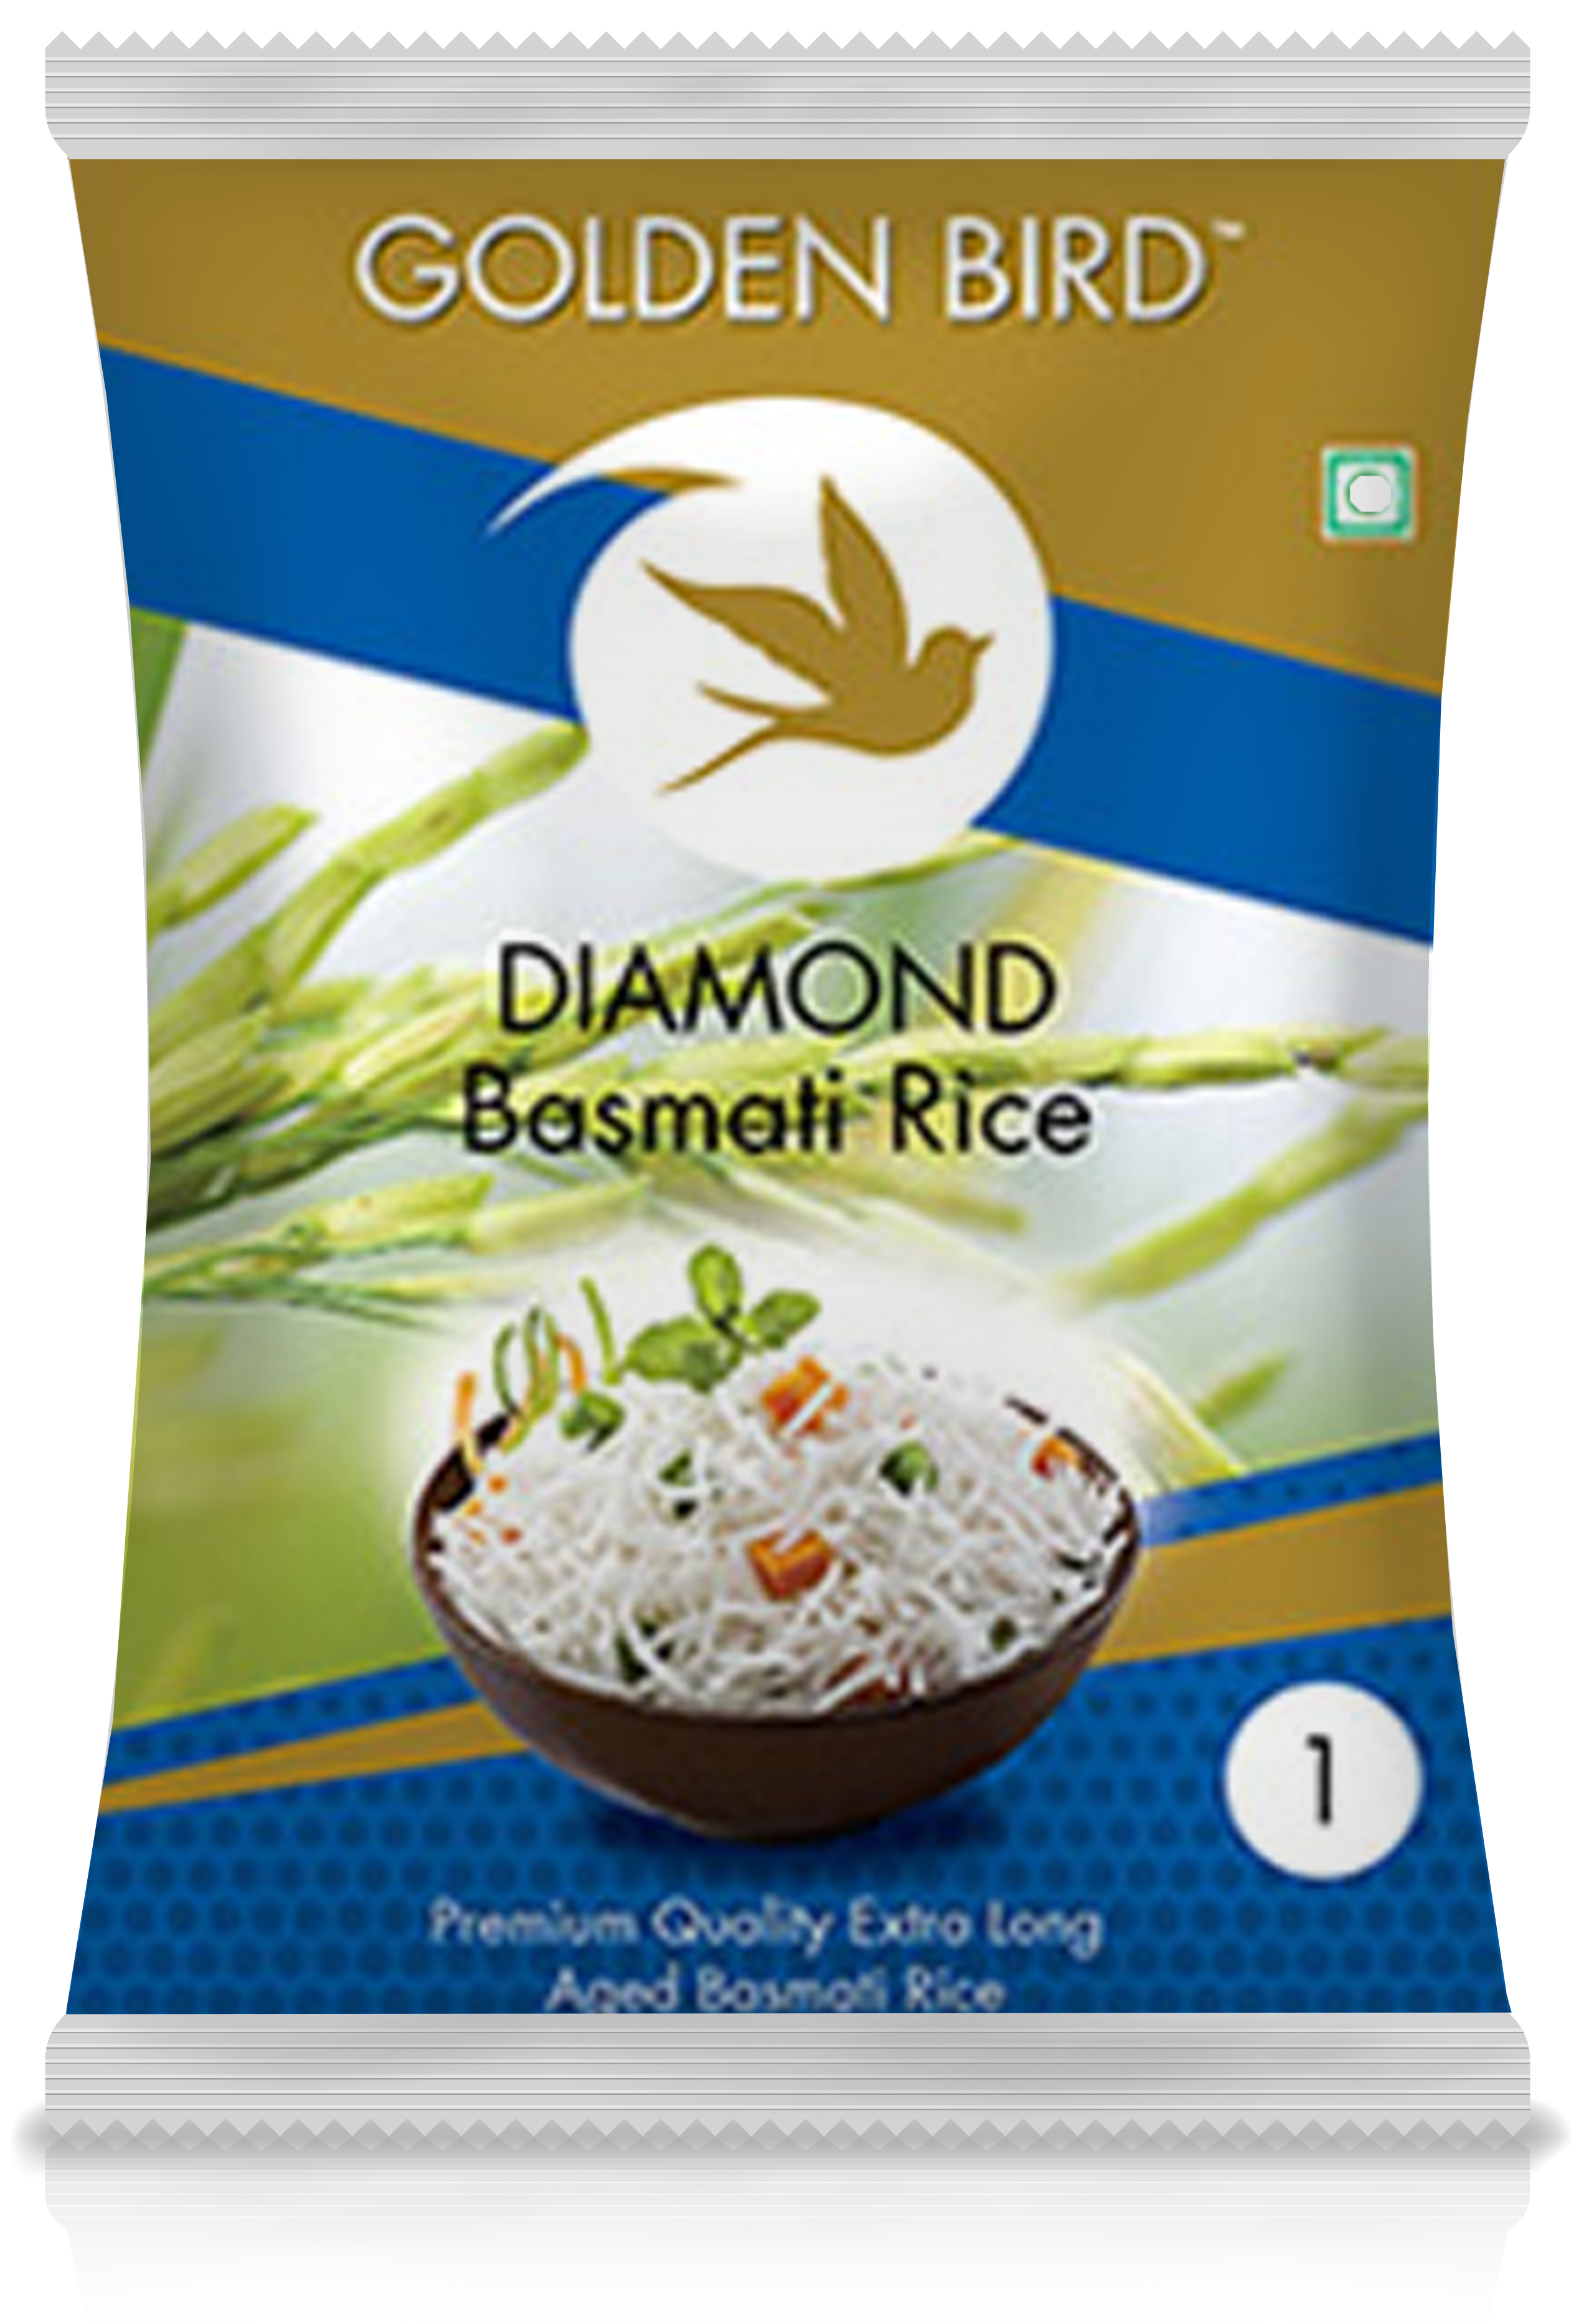 GOLDEN BIRD™
DIAMOND
Basmati Rice
1
Premium Quality Extra Long
Aged Basmati Rice